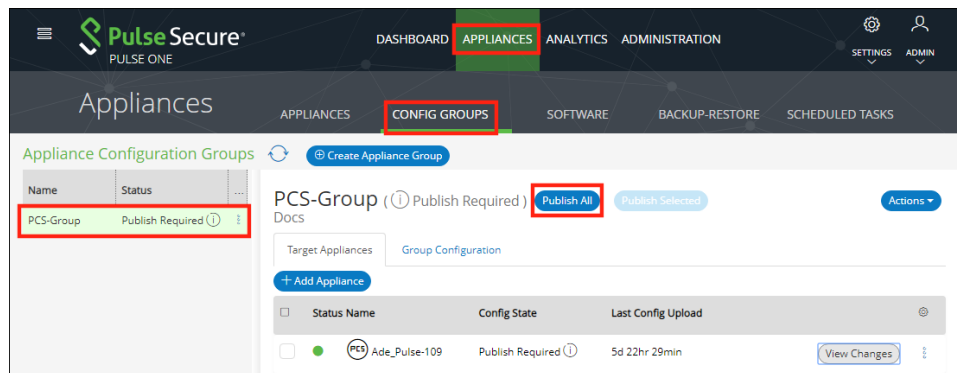 Pulse Secure®
PULSE ONE
DASHBOARD APPLIANCES ANALYTICS ADMINISTRATION
SETTINGS ADMIN
Appliances
APPLIANCES CONFIG GROUPS SOFTWARE BACKUP-RESTORE SCHEDULED TASKS
Appliance Configuration Groups
Create Appliance Group
Name Status ...
PCS-Group Publish Required
PCS-Group ( Publish Required ) Publish All Publish Selected Actions
Docs
Target Appliances Group Configuration
+ Add Appliance
Status Name Config State Last Config Upload
PCS Ade_Pulse-109 Publish Required 5d 22hr 29min View Changes